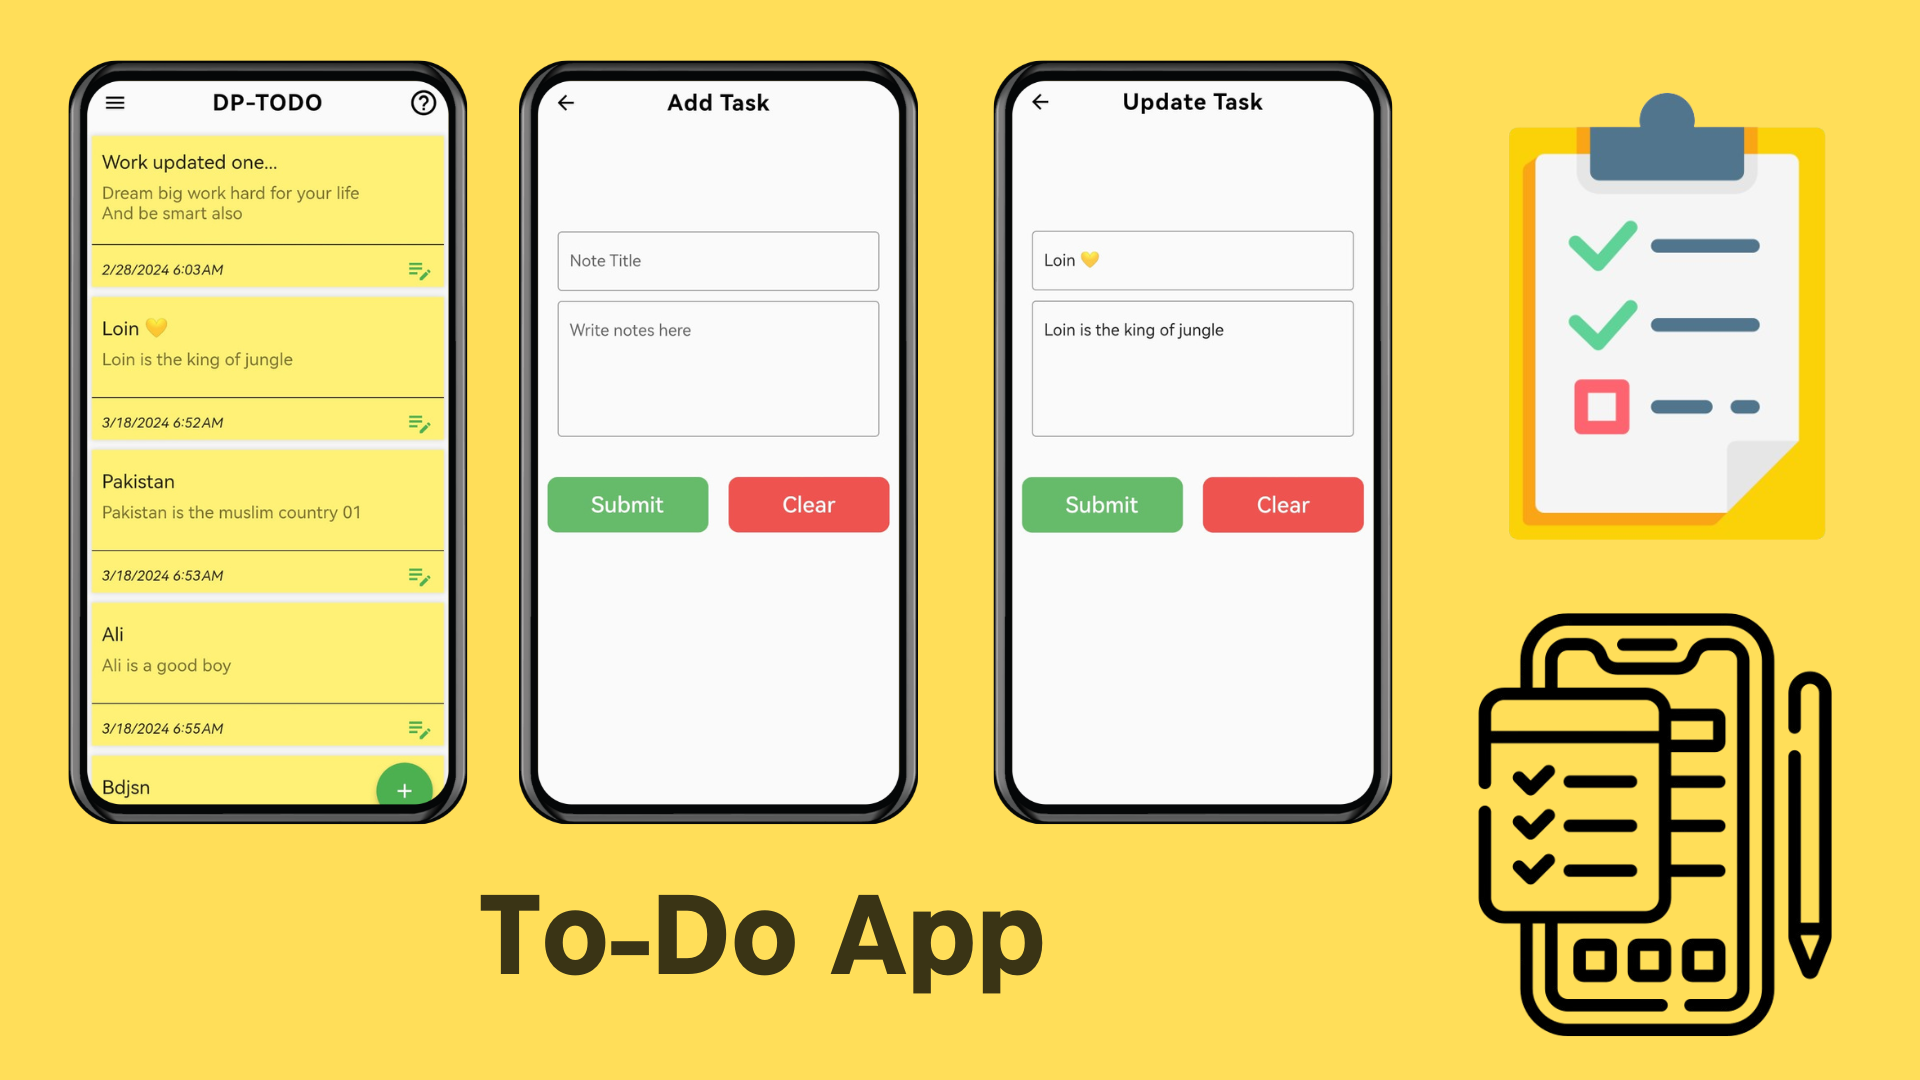 DP-TODO
Work updated one...
Dream big work hard for your life
And be smart also
2/28/2024 6:03AM
Loin 💛
Loin is the king of jungle
3/18/2024 6:52AM
Pakistan
Pakistan is the muslim country 01
3/18/2024 6:53AM
Ali
Ali is a good boy
3/18/2024 6:55AM
Bdjsn
Add Task
Note Title
Write notes here
Submit
Clear
Update Task
Loin 💛
Loin is the king of jungle
Submit
Clear
To-Do App